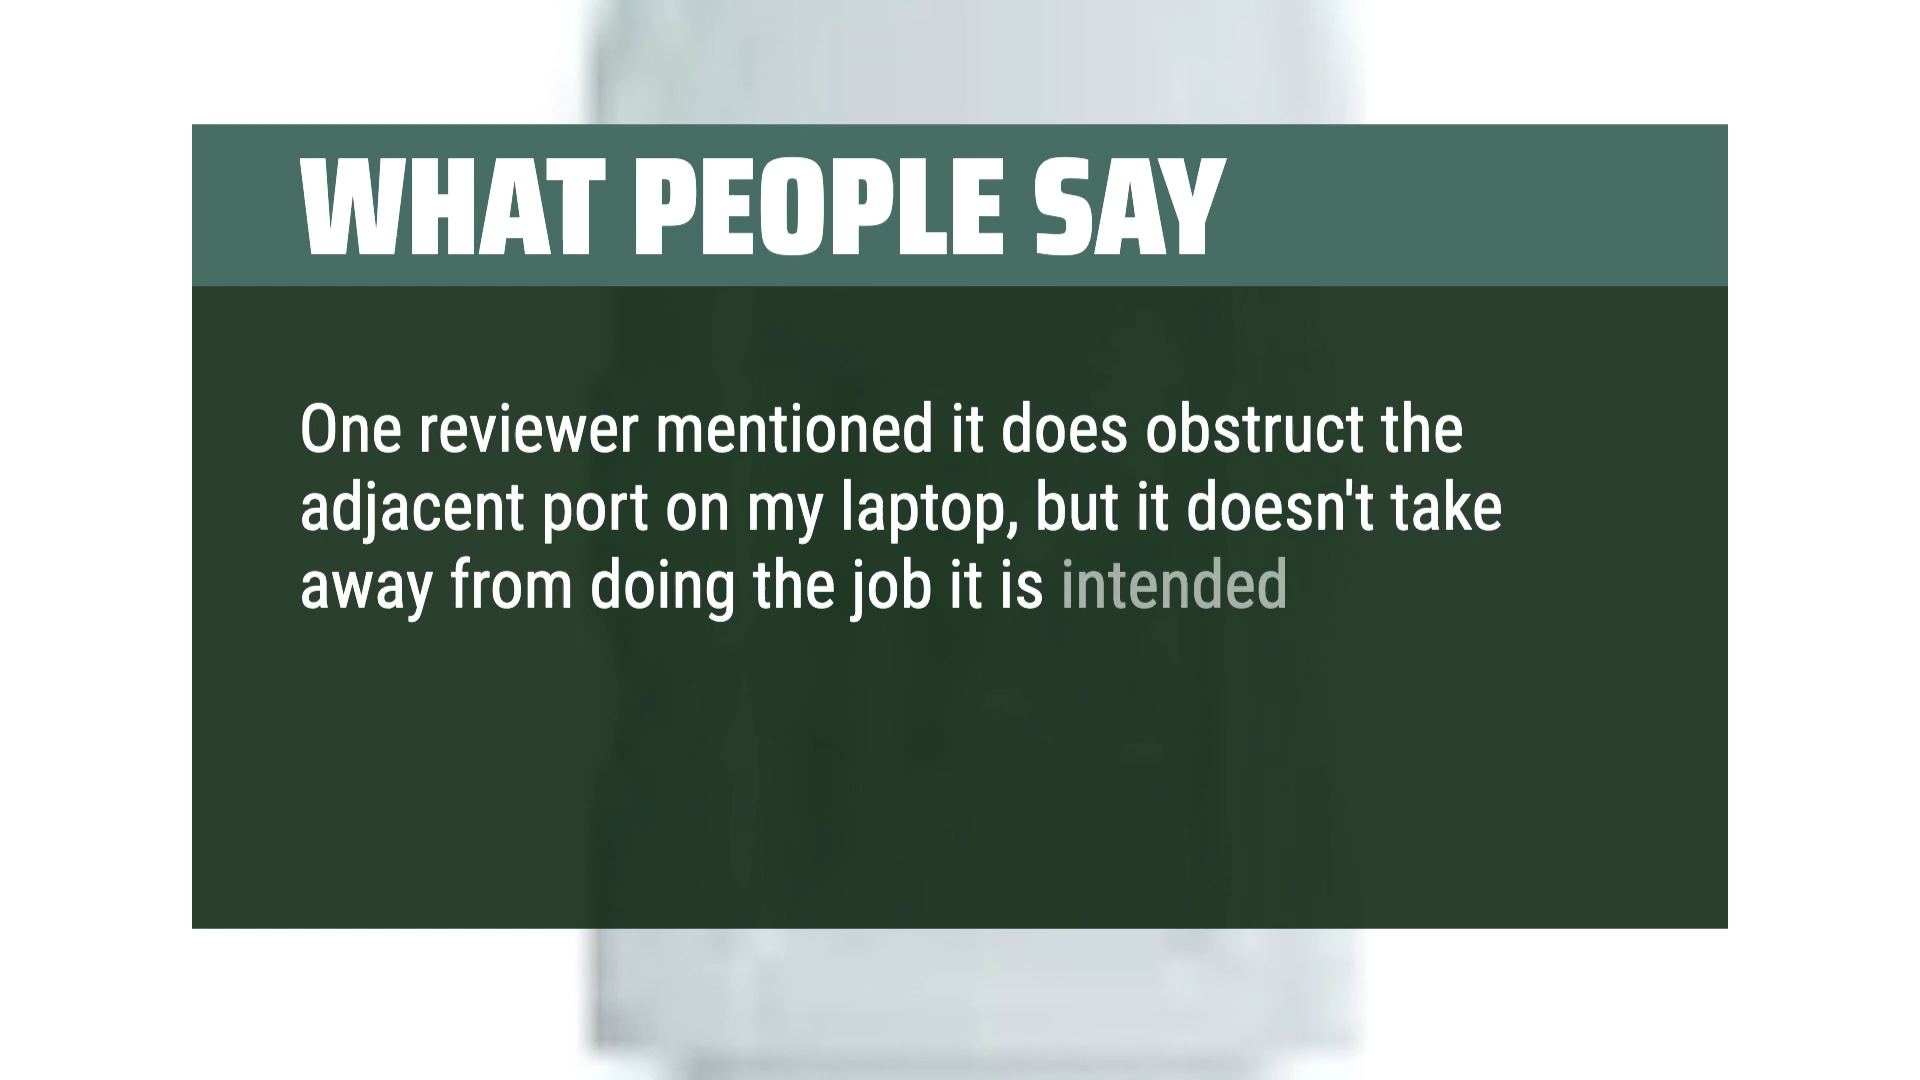 WHAT PEOPLE SAY
One reviewer mentioned it does obstruct the
adjacent port on my laptop, but it doesn't take
away from doing the job it is intended